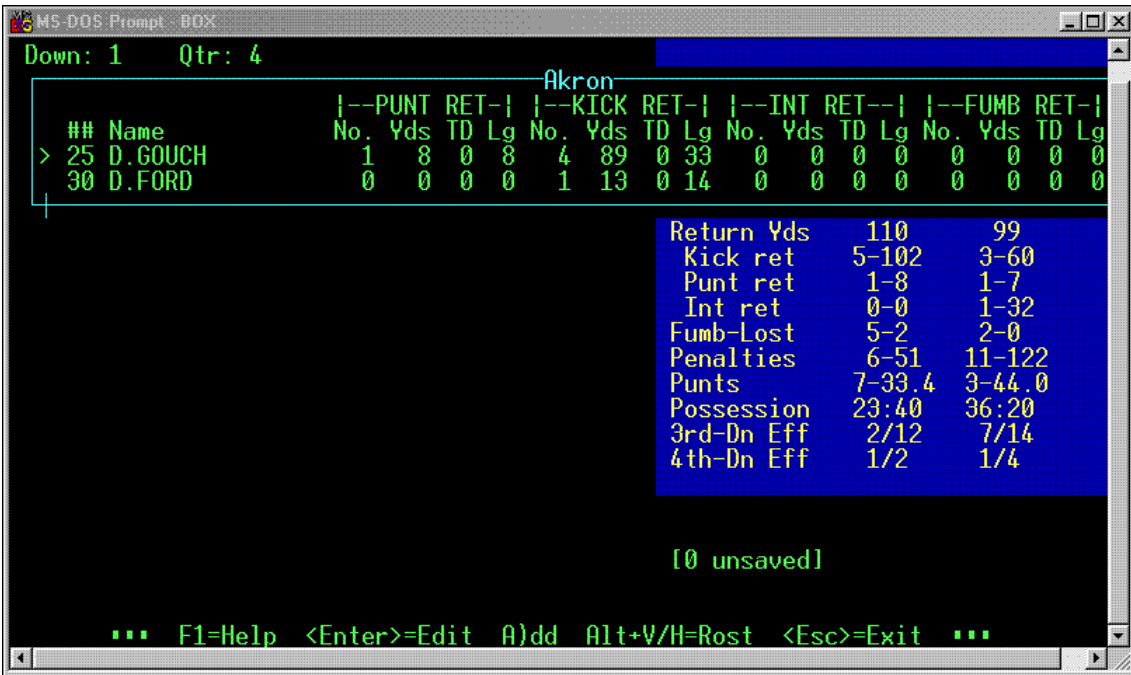 MS-DOS Prompt - BOX
Down: 1 Qtr: 4
Akron
|--PUNT RET-| |--KICK RET-| |--INT RET--| |--FUMB RET-|
## Name No. Yds TD Lg No. Yds TD Lg No. Yds TD Lg No. Yds TD Lg
> 25 D.GOUCH 1 8 0 8 4 89 0 33 0 0 0 0 0 0 0 0
30 D.FORD 0 0 0 0 1 13 0 14 0 0 0 0 0 0 0 0
Return Yds 110 99
Kick ret 5-102 3-60
Punt ret 1-8 1-7
Int ret 0-0 1-32
Fumb-Lost 5-2 2-0
Penalties 6-51 11-122
Punts 7-33.4 3-44.0
Possession 23:40 36:20
3rd-Dn Eff 2/12 7/14
4th-Dn Eff 1/2 1/4
[0 unsaved]
F1=Help <Enter>=Edit A)dd Alt+V/H=Rost <Esc>=Exit